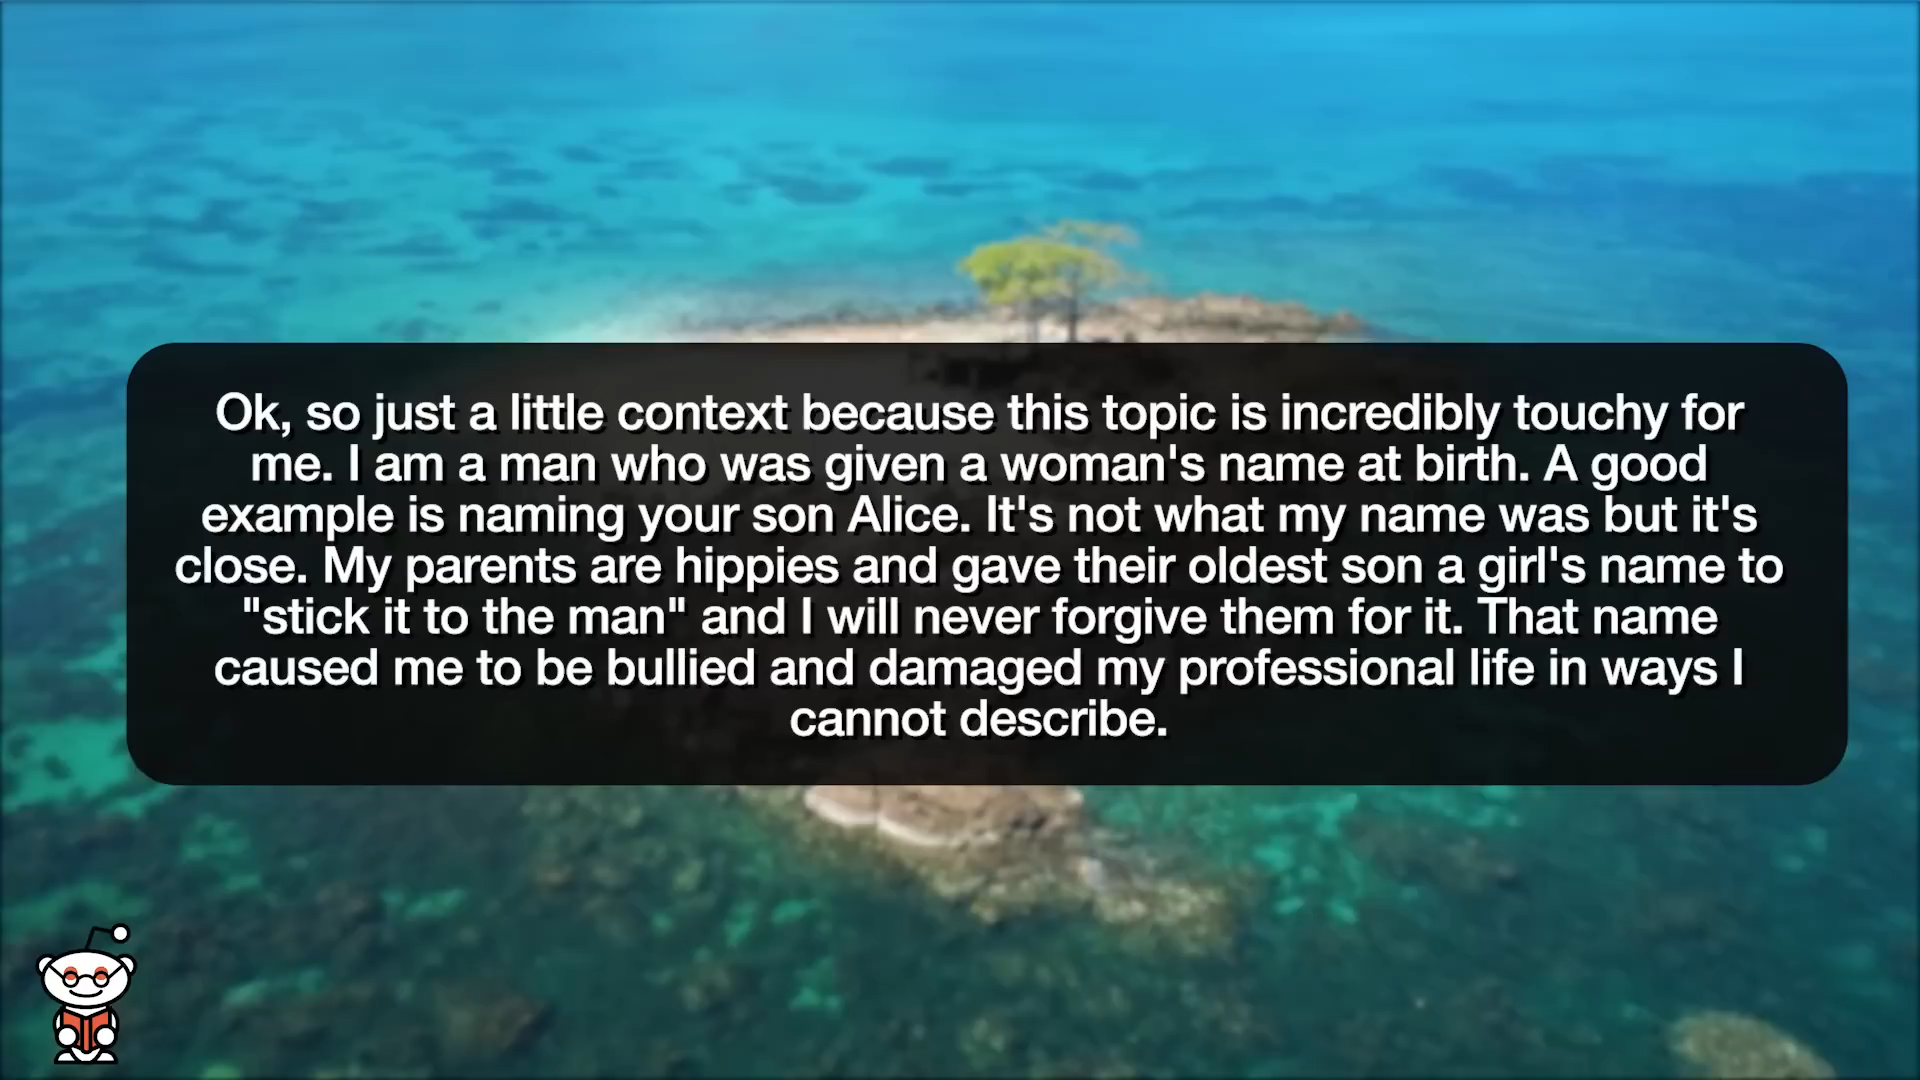 Ok, so just a little context because this topic is incredibly touchy for
me. I am a man who was given a woman's name at birth. A good
example is naming your son Alice. It's not what my name was but it's
close. My parents are hippies and gave their oldest son a girl's name to
"stick it to the man" and I will never forgive them for it. That name
caused me to be bullied and damaged my professional life in ways I
cannot describe.